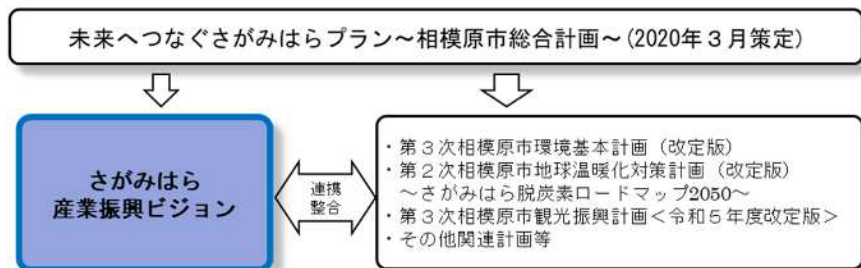 未来へつなぐさがみはらプラン～相模原市総合計画～(2020年３月策定)
さがみはら
産業振興ビジョン
連携
整合
・第３次相模原市環境基本計画（改定版）
・第２次相模原市地球温暖化対策計画（改定版）
～さがみはら脱炭素ロードマップ2050～
・第３次相模原市観光振興計画＜令和５年度改定版＞
・その他関連計画等